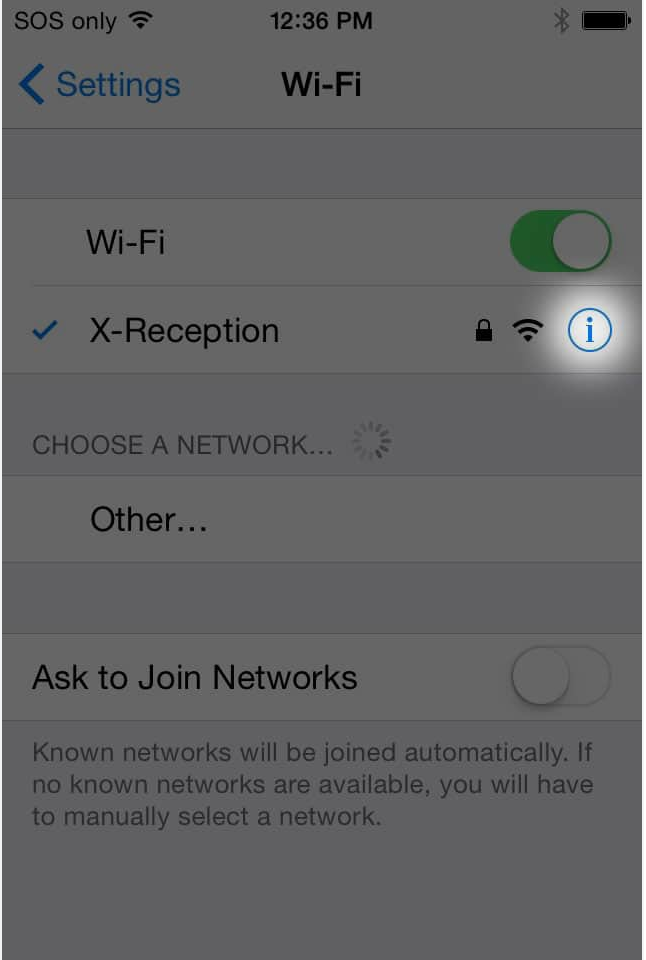 SOS only 12:36 PM
Settings Wi-Fi
Wi-Fi
X-Reception i
CHOOSE A NETWORK...
Other...
Ask to Join Networks
Known networks will be joined automatically. If
no known networks are available, you will have
to manually select a network.